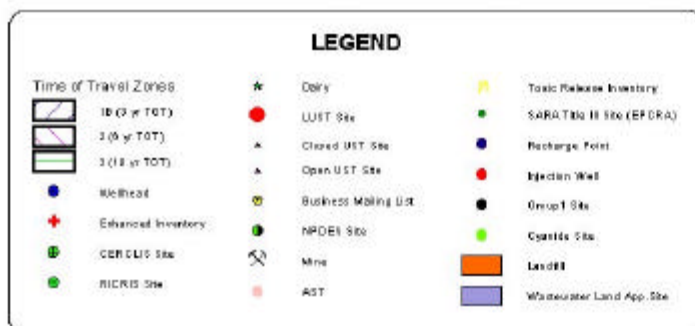 LEGEND
Time of Travel Zones
1B (3 yr TOT)
2 (6 yr TOT)
3 (10 yr TOT)
Wellhead
Enhanced Inventory
CERCLIS Site
RICRIS Site
Dairy
LUST Site
Closed UST Site
Open UST Site
Business Mailing List
NPDES Site
Mine
AST
Toxic Release Inventory
SARA Title III Site (EPCRA)
Recharge Point
Injection Well
Group1 Site
Cyanide Site
Landfill
Wastewater Land App. Site